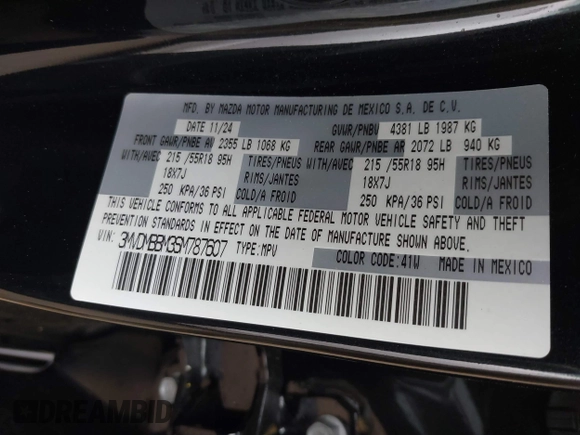 MFD. BY MAZDA MOTOR MANUFACTURING DE MEXICO S.A. DE C.V.
DATE 11/24 GVWR/PNBV 4381 LB 1987 KG
FRONT GAWR/PNBE AV 2355 LB 1068 KG REAR GAWR/PNBE AR 2072 LB 940 KG
WITH/AVEC 215 /55R18 95H TIRES/PNEUS WITH/AVEC 215 /55R18 95H TIRES/PNEUS
18X7J RIMS/JANTES 18X7J RIMS/JANTES
250 KPA/36 PSI COLD/A FROID 250 KPA/36 PSI COLD/A FROID
THIS VEHICLE CONFORMS TO ALL APPLICABLE FEDERAL MOTOR VEHICLE SAFETY AND THEFT
PREVENTION STANDARDS IN EFFECT ON THE DATE OF MANUFACTURE SHOWN ABOVE.
VIN: 3MVDMBBM3SM787607 TYPE:MPV
COLOR CODE:41W MADE IN MEXICO
DREAMBID